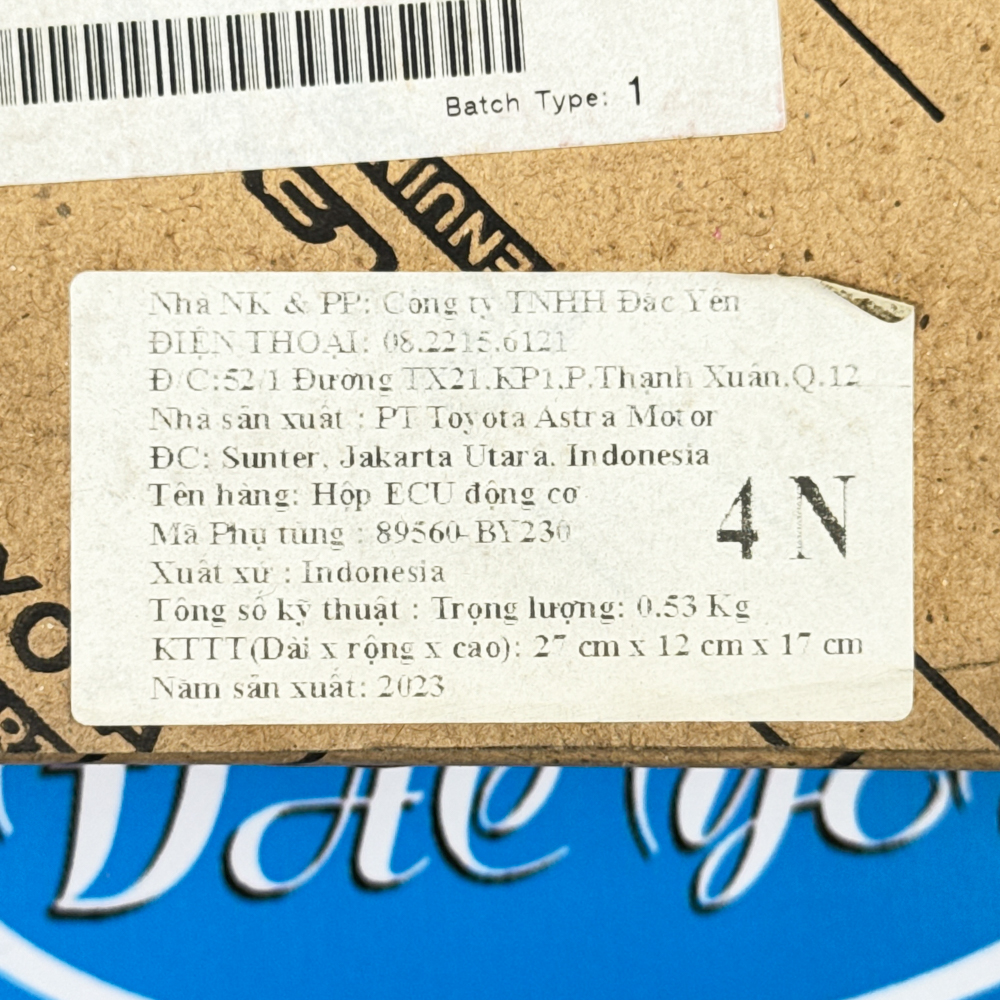 Batch Type: 1
GENUINE
Nhà NK & PP: Công ty TNHH Đắc Yến
ĐIỆN THOẠI: 08.2215.6121
Đ/C:52/1 Đường TX21.KP1.P.Thạnh Xuân.Q.12
Nhà sản xuất : PT Toyota Astra Motor
ĐC: Sunter. Jakarta Utara. Indonesia
Tên hàng: Hộp ECU động cơ
Mã Phụ tùng : 89560-BY230
4 N
Xuất xứ : Indonesia
Tông số kỹ thuật : Trọng lượng: 0.53 Kg
KTTT(Dài x rộng x cao): 27 cm x 12 cm x 17 cm
Năm sản xuất: 2023